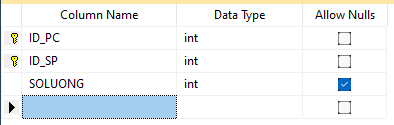 Column Name Data Type Allow Nulls
ID_PC int
ID_SP int
SOLUONG int